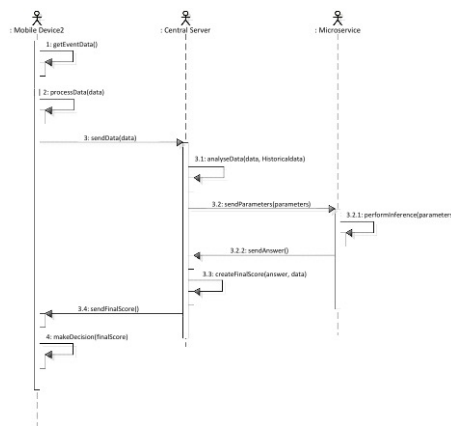 : Mobile Device2
: Central Server
: Microservice
1: getEventData()
2: processData(data)
3: sendData(data)
3.1: analyseData(data, Historicaldata)
3.2: sendParameters(parameters)
3.2.1: performInference(parameters
3.2.2: sendAnswer()
3.3: createFinalScore(answer, data)
3.4: sendFinalScore()
4: makeDecision(finalScore)